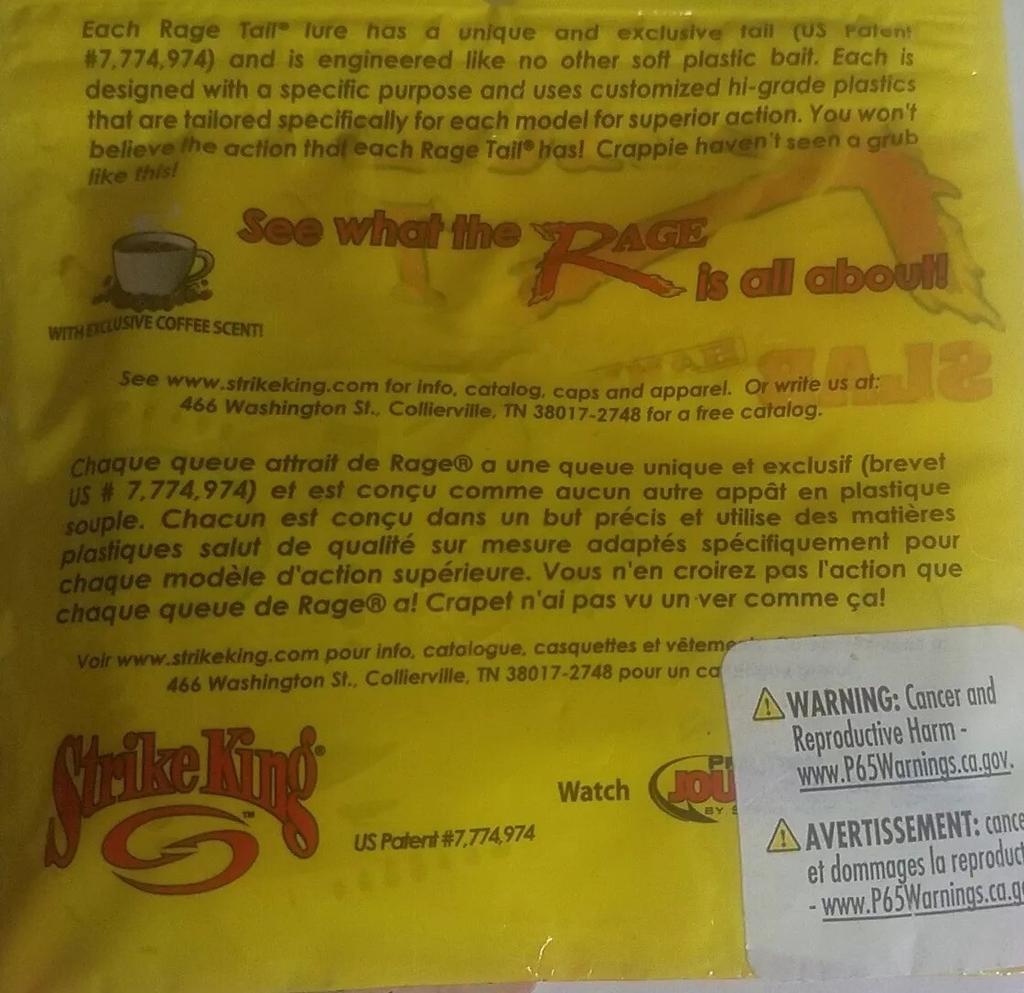 Each Rage Tail® lure has a unique and exclusive tail (US Patent
#7,774,974) and is engineered like no other soft plastic bait. Each is
designed with a specific purpose and uses customized hi-grade plastics
that are tailored specifically for each model for superior action. You won't
believe the action that each Rage Tail® has! Crappie haven't seen a grub
like this!
See what the RAGE
is all about!
WITH EXCLUSIVE COFFEE SCENT!
SLAB
See www.strikeking.com for info, catalog, caps and apparel. Or write us at:
466 Washington St., Collierville, TN 38017-2748 for a free catalog.
Chaque queue attrait de Rage® a une queue unique et exclusif (brevet
US # 7,774,974) et est conçu comme aucun autre appât en plastique
souple. Chacun est conçu dans un but précis et utilise des matières
plastiques salut de qualité sur mesure adaptés spécifiquement pour
chaque modèle d'action supérieure. Vous n'en croirez pas l'action que
chaque queue de Rage® a! Crapet n'ai pas vu un ver comme ça!
Voir www.strikeking.com pour info, catalogue, casquettes et vêteme
466 Washington St., Collierville, TN 38017-2748 pour un ca
Strike King®
™
US Patent #7,774,974
Watch
PR
JOU
BY S
WARNING: Cancer and
Reproductive Harm -
www.P65Warnings.ca.gov.
AVERTISSEMENT: cance
et dommages la reproduct
- www.P65Warnings.ca.g